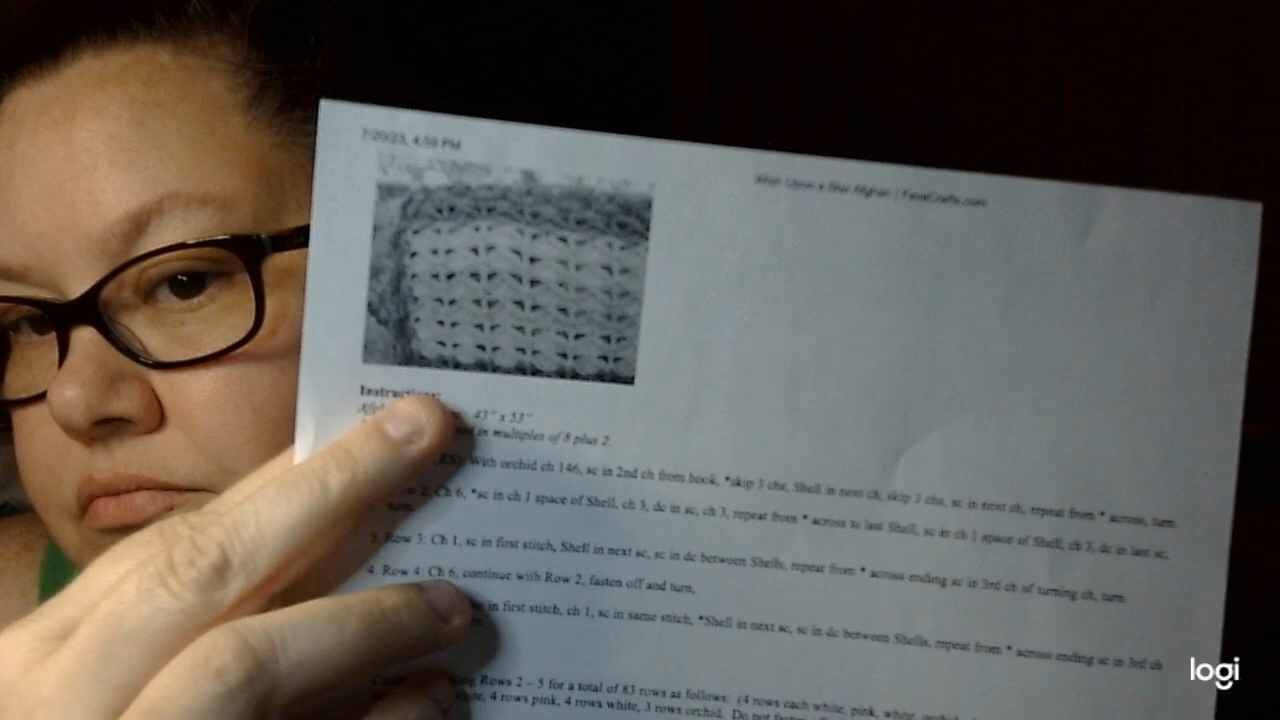 7/20/23, 4:59 PM
Wish Upon a Star Afghan | FaveCrafts.com
Instructions:
43" x 53"
in multiples of 8 plus 2.
With orchid ch 146, sc in 2nd ch from hook, *skip 3 chs, Shell in next ch, skip 3 chs, sc in next ch, repeat from * across, turn.
2: Ch 6, *sc in ch 1 space of Shell, ch 3, dc in sc, ch 3, repeat from * across to last Shell, sc in ch 1 space of Shell, ch 3, dc in last sc,
turn.
3. Row 3: Ch 1, sc in first stitch, Shell in next sc, sc in dc between Shells, repeat from * across ending sc in 3rd ch of turning ch, turn.
4. Row 4: Ch 6, continue with Row 2, fasten off and turn,
in first stitch, ch 1, sc in same stitch, *Shell in next sc, sc in dc between Shells, repeat from * across ending sc in 3rd ch
Rows 2 – 5 for a total of 83 rows as follows: (4 rows each white, pink, white, orchid
4 rows pink, 4 rows white, 3 rows orchid. Do not
logi